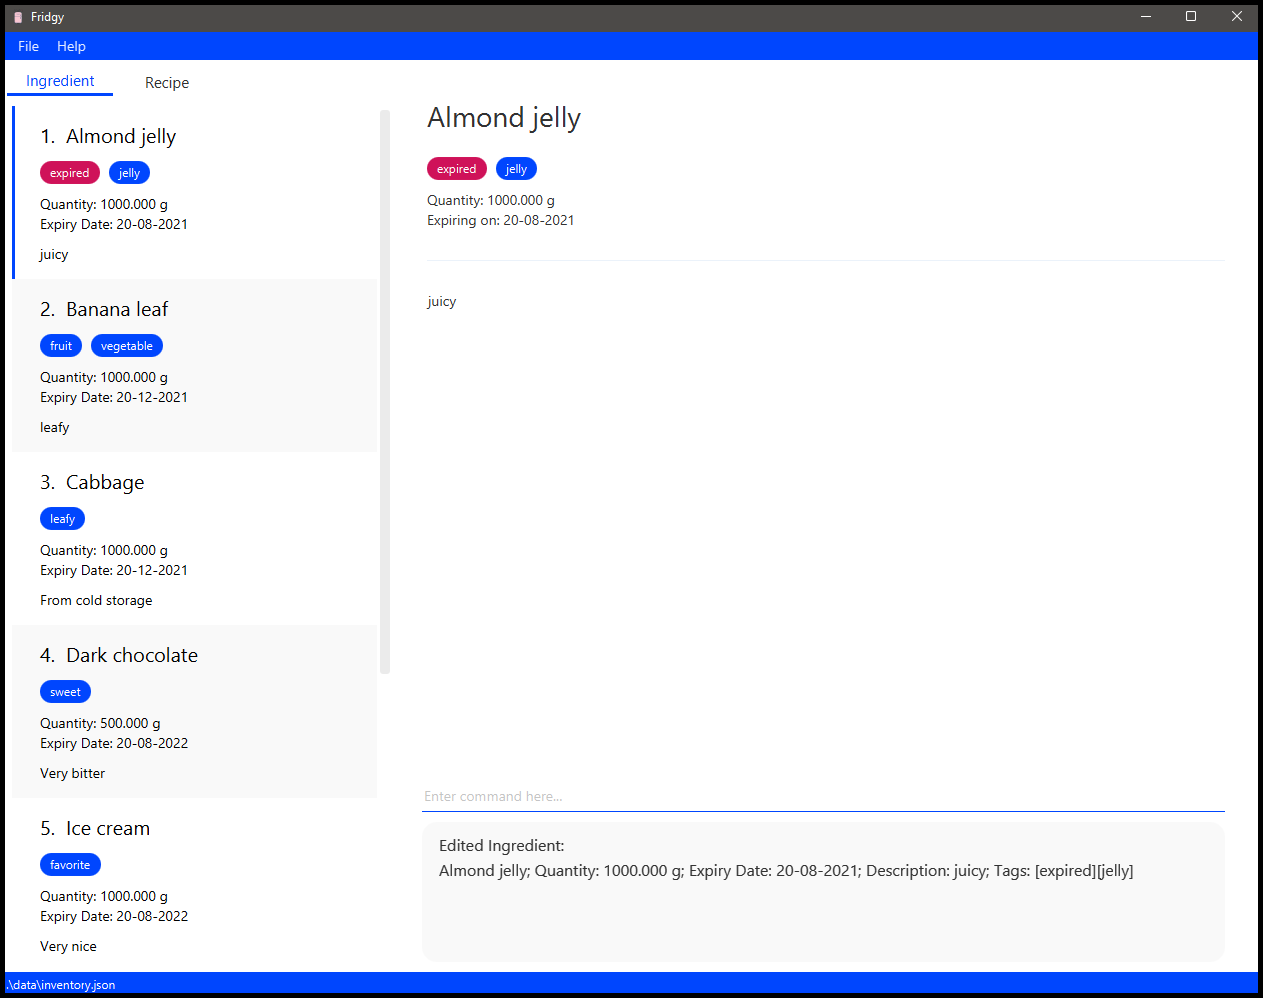 Fridgy
File Help
Ingredient Recipe
1. Almond jelly
expired jelly
Quantity: 1000.000 g
Expiry Date: 20-08-2021
juicy
2. Banana leaf
fruit vegetable
Quantity: 1000.000 g
Expiry Date: 20-12-2021
leafy
3. Cabbage
leafy
Quantity: 1000.000 g
Expiry Date: 20-12-2021
From cold storage
4. Dark chocolate
sweet
Quantity: 500.000 g
Expiry Date: 20-08-2022
Very bitter
5. Ice cream
favorite
Quantity: 1000.000 g
Expiry Date: 20-08-2022
Very nice
Almond jelly
expired jelly
Quantity: 1000.000 g
Expiring on: 20-08-2021
juicy
Enter command here...
Edited Ingredient:
Almond jelly; Quantity: 1000.000 g; Expiry Date: 20-08-2021; Description: juicy; Tags: [expired][jelly]
.\data\inventory.json